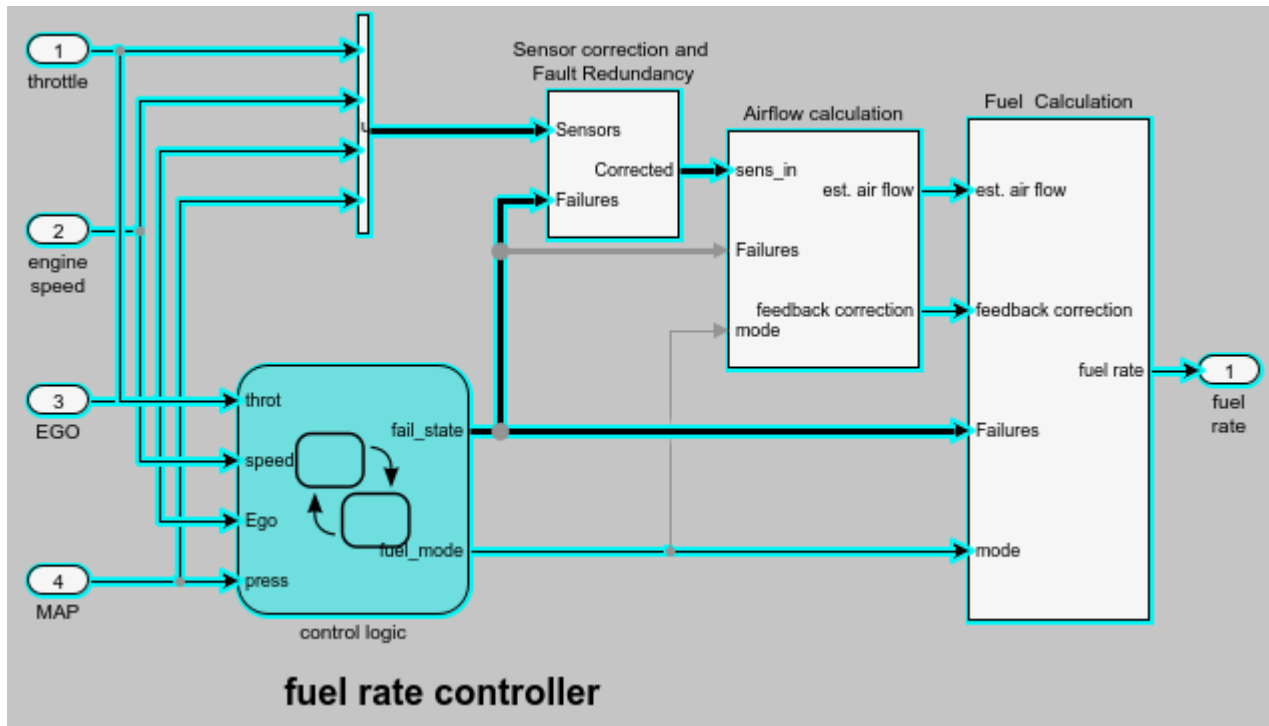 1
throttle
2
engine
speed
3
EGO
4
MAP
Sensor correction and
Fault Redundancy
Sensors
Corrected
Failures
Airflow calculation
sens_in
est. air flow
Failures
feedback correction
mode
Fuel Calculation
est. air flow
feedback correction
fuel rate
Failures
mode
1
fuel
rate
throt
fail_state
speed
Ego
fuel_mode
press
control logic
fuel rate controller